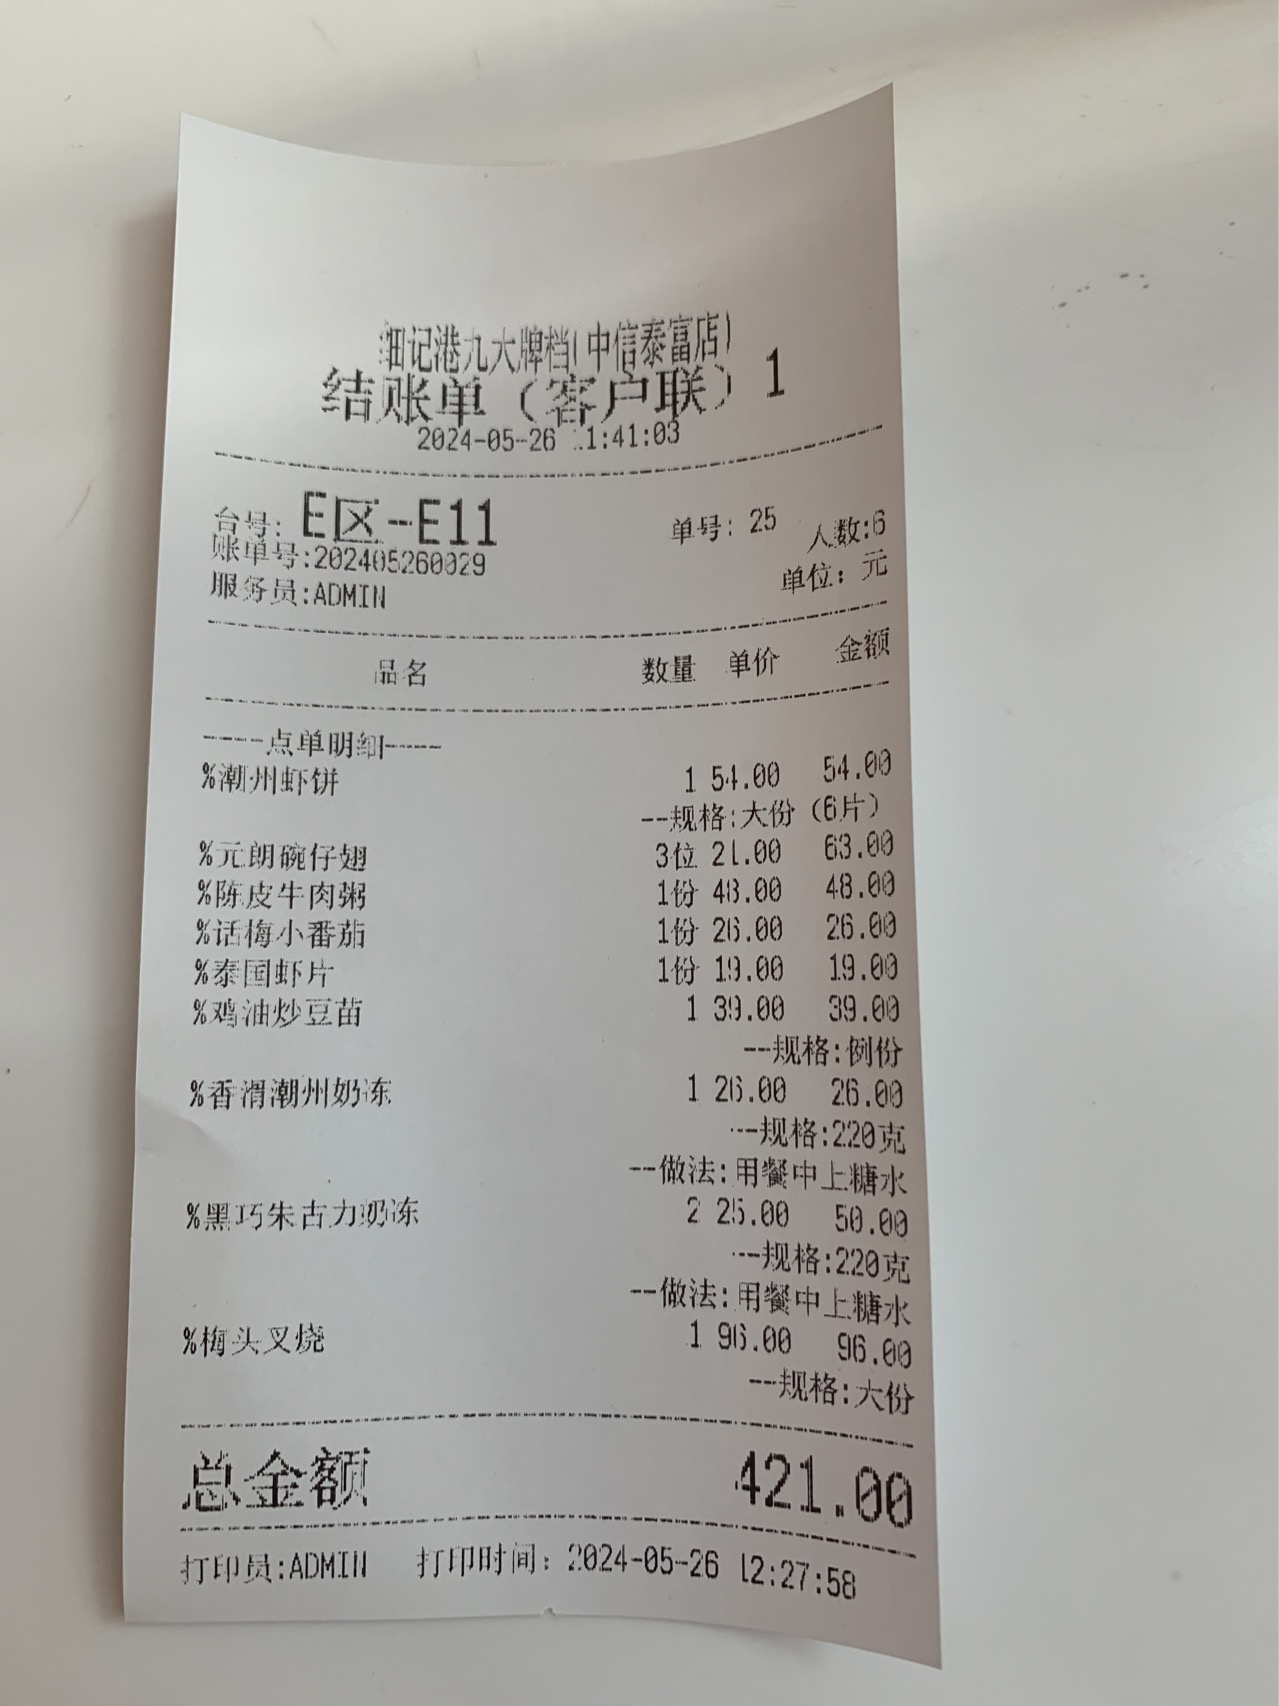 细记港九大牌档(中信泰富店)
结账单（客户联） 1
2024-05-26 11:41:03
台号: E区-E11 单号: 25 人数:6
账单号:202405260029 单位: 元
服务员:ADMIN
品名 数量 单价 金额
----点单明细----
%潮州虾饼 1 54.00 54.00
--规格:大份（6片）
%元朗碗仔翅 3位 21.00 63.00
%陈皮牛肉粥 1份 48.00 48.00
%话梅小番茄 1份 26.00 26.00
%泰国虾片 1份 19.00 19.00
%鸡油炒豆苗 1 39.00 39.00
--规格:例份
%香滑潮州奶冻 1 26.00 26.00
--规格:220克
--做法:用餐中上糖水
%黑巧朱古力奶冻 2 25.00 50.00
--规格:220克
--做法:用餐中上糖水
%梅头叉烧 1 96.00 96.00
--规格:大份
总金额 421.00
打印员:ADMIN 打印时间: 2024-05-26 12:27:58